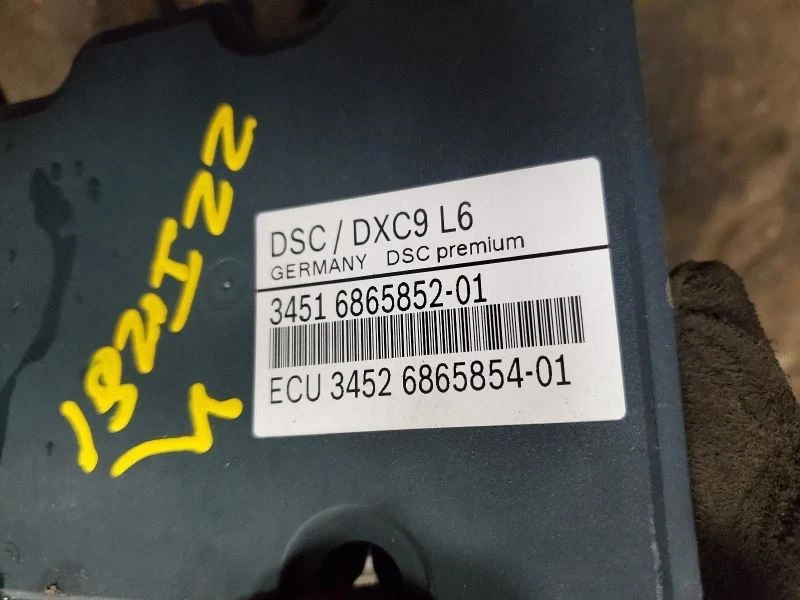 DSC / DXC9 L6
GERMANY DSC premium
3451 6865852-01
ECU 3452 6865854-01